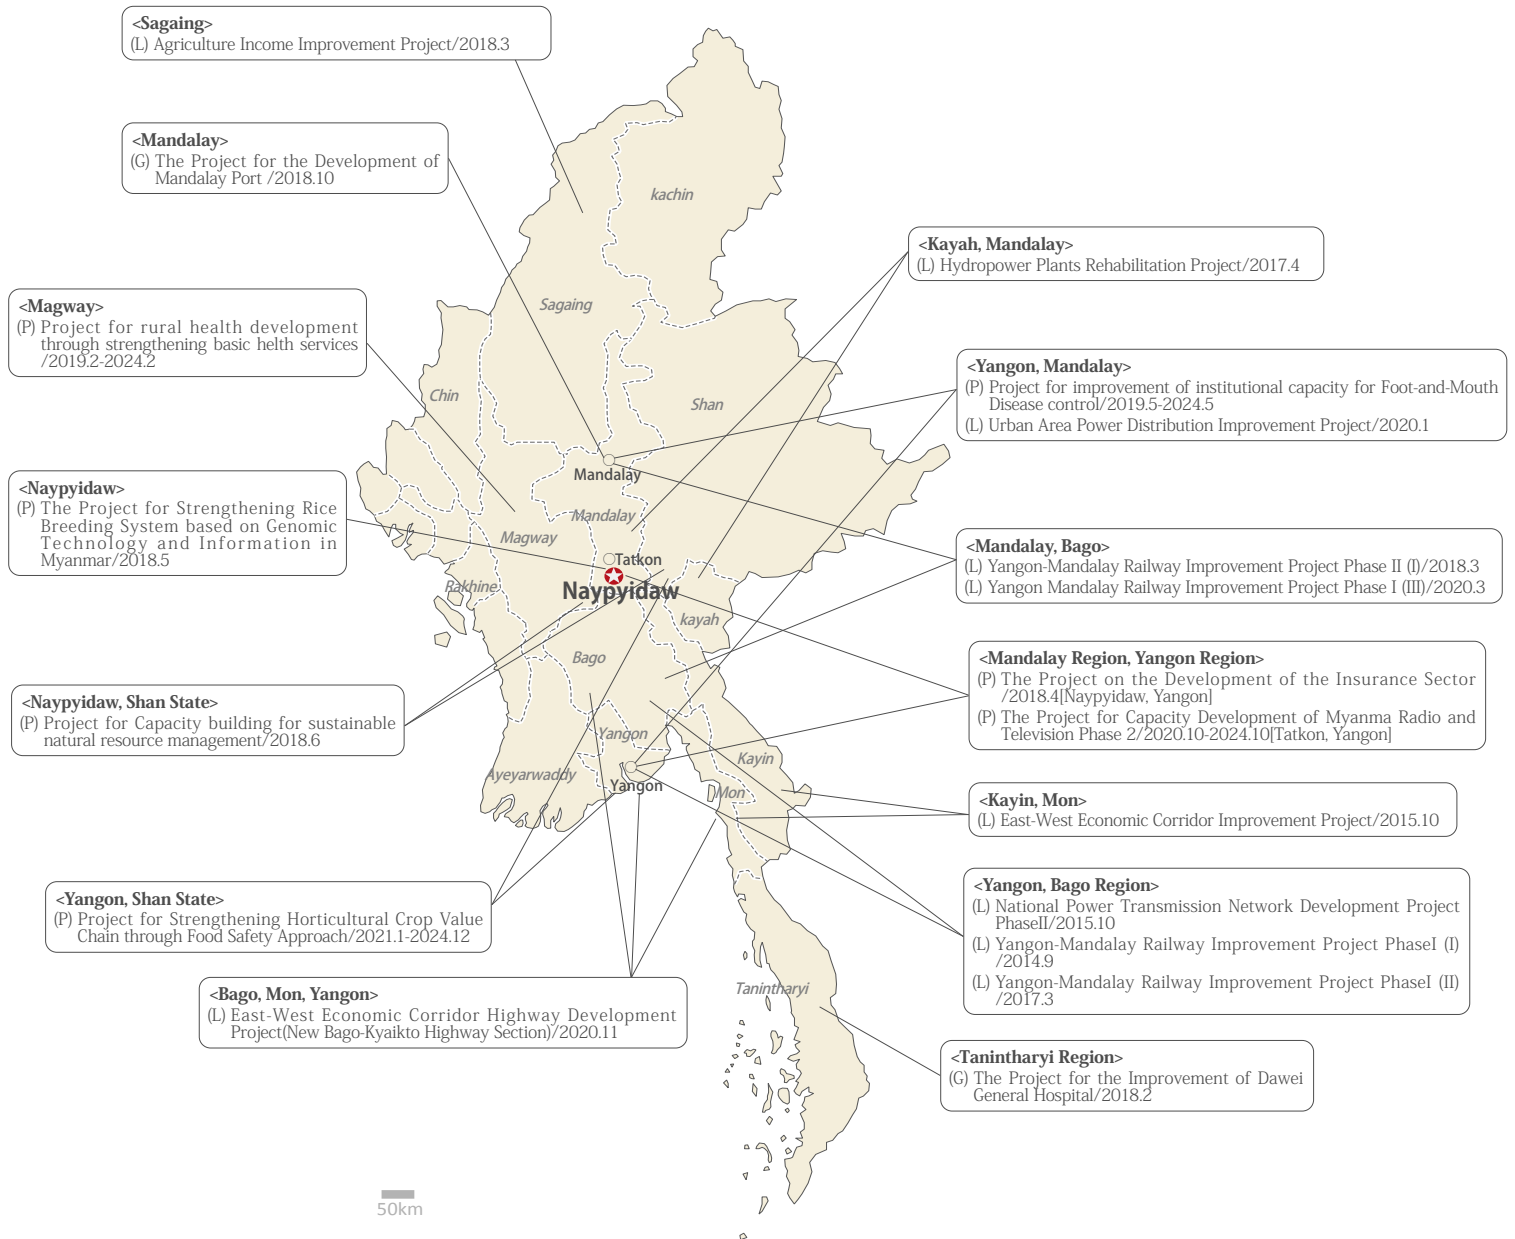 <Sagaing>
(L) Agriculture Income Improvement Project/2018.3
<Mandalay>
(G) The Project for the Development of
Mandalay Port /2018.10
<Magway>
(P) Project for rural health development
through strengthening basic helth services
/2019.2-2024.2
<Naypyidaw>
(P) The Project for Strengthening Rice
Breeding System based on Genomic
Technology and Information in
Myanmar/2018.5
<Naypyidaw, Shan State>
(P) Project for Capacity building for sustainable
natural resource management/2018.6
<Yangon, Shan State>
(P) Project for Strengthening Horticultural Crop Value
Chain through Food Safety Approach/2021.1-2024.12
<Bago, Mon, Yangon>
(L) East-West Economic Corridor Highway Development
Project(New Bago-Kyaikto Highway Section)/2020.11
kachin
Sagaing
Chin
Shan
Mandalay
Mandalay
Magway
Tatkon
Naypyidaw
Rakhine
kayah
Bago
Yangon
Ayeyarwaddy
Yangon
Kayin
Mon
Tanintharyi
<Kayah, Mandalay>
(L) Hydropower Plants Rehabilitation Project/2017.4
<Yangon, Mandalay>
(P) Project for improvement of institutional capacity for Foot-and-Mouth
Disease control/2019.5-2024.5
(L) Urban Area Power Distribution Improvement Project/2020.1
<Mandalay, Bago>
(L) Yangon-Mandalay Railway Improvement Project Phase II (I)/2018.3
(L) Yangon Mandalay Railway Improvement Project Phase I (III)/2020.3
<Mandalay Region, Yangon Region>
(P) The Project on the Development of the Insurance Sector
/2018.4[Naypyidaw, Yangon]
(P) The Project for Capacity Development of Myanma Radio and
Television Phase 2/2020.10-2024.10[Tatkon, Yangon]
<Kayin, Mon>
(L) East-West Economic Corridor Improvement Project/2015.10
<Yangon, Bago Region>
(L) National Power Transmission Network Development Project
PhaseII/2015.10
(L) Yangon-Mandalay Railway Improvement Project PhaseI (I)
/2014.9
(L) Yangon-Mandalay Railway Improvement Project PhaseI (II)
/2017.3
<Tanintharyi Region>
(G) The Project for the Improvement of Dawei
General Hospital/2018.2
50km